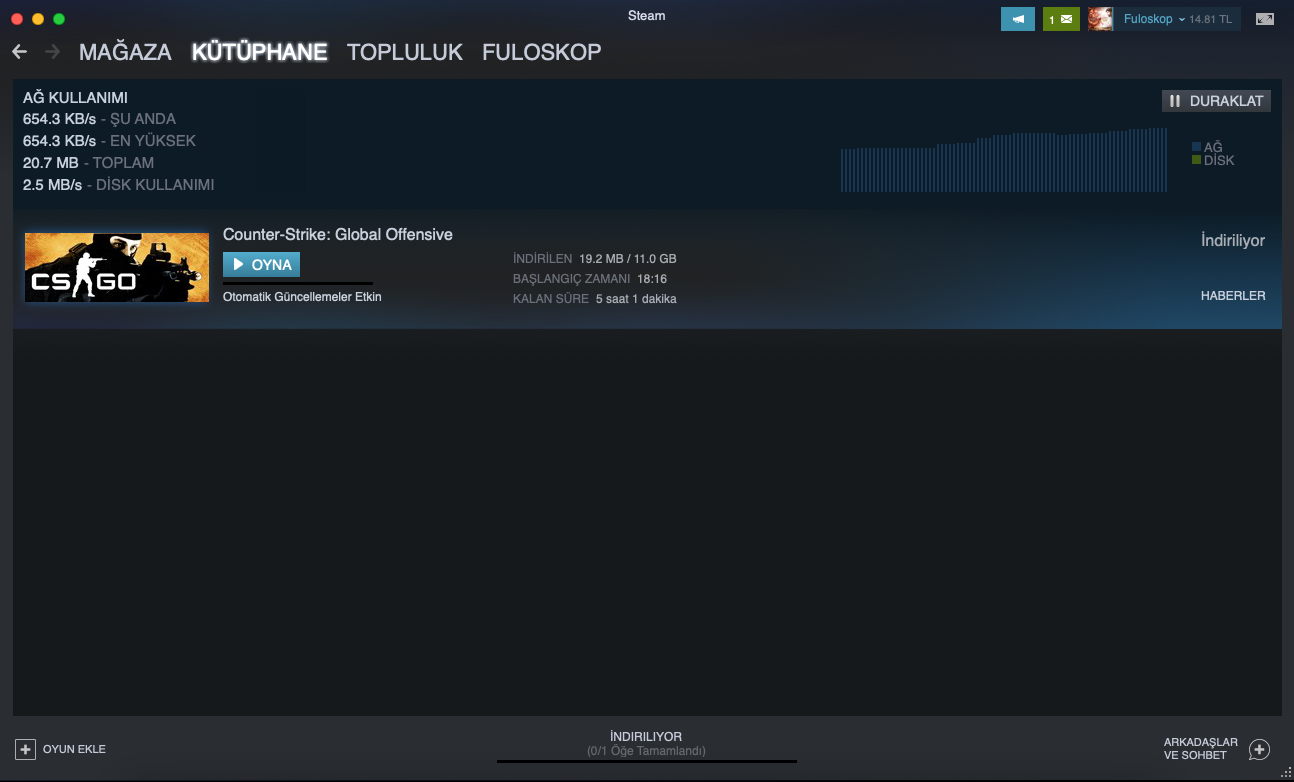 Steam
1
Fuloskop
14.81 TL
MAĞAZA
KÜTÜPHANE
TOPLULUK
FULOSKOP
AĞ KULLANIMI
654.3 KB/s - ŞU ANDA
654.3 KB/s - EN YÜKSEK
20.7 MB - TOPLAM
2.5 MB/s - DİSK KULLANIMI
DURAKLAT
AĞ
DİSK
CS GO
Counter-Strike: Global Offensive
OYNA
Otomatik Güncellemeler Etkin
İNDİRİLEN 19.2 MB / 11.0 GB
BAŞLANGIÇ ZAMANI 18:16
KALAN SÜRE 5 saat 1 dakika
İndiriliyor
HABERLER
OYUN EKLE
İNDIRILIYOR
(0/1 Öğe Tamamlandı)
ARKADAŞLAR
VE SOHBET